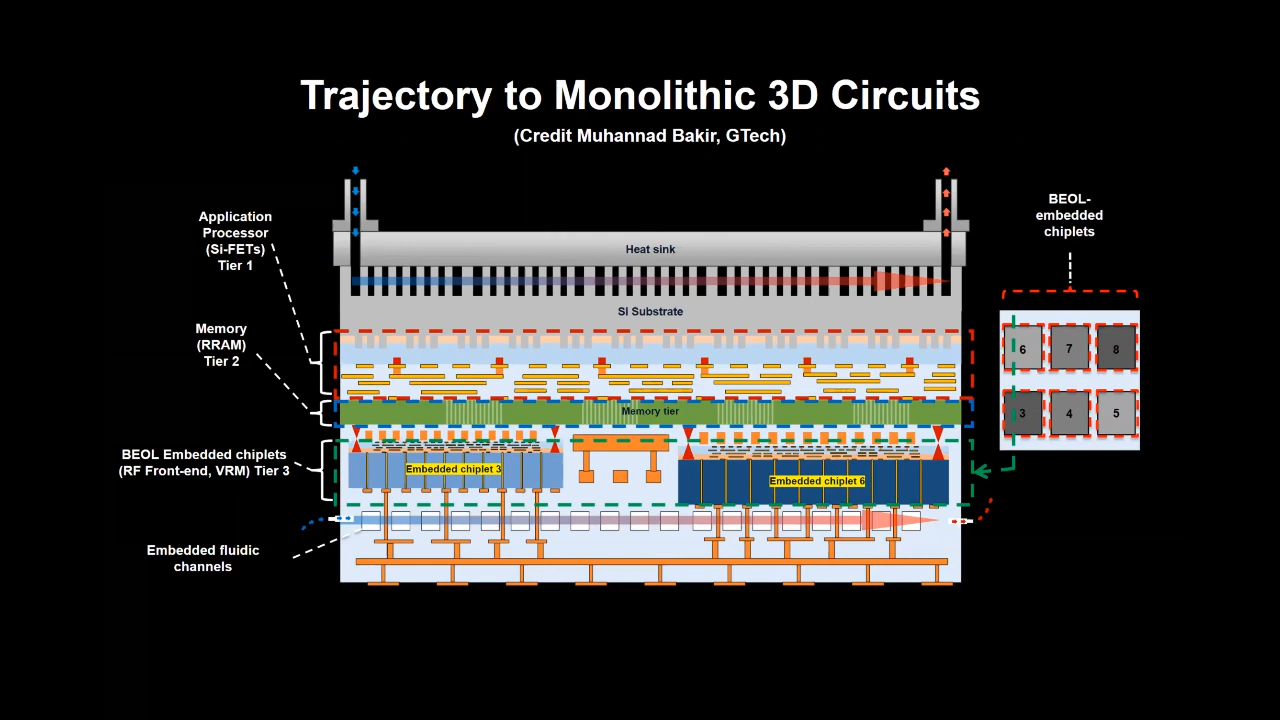 Trajectory to Monolithic 3D Circuits
(Credit Muhannad Bakir, GTech)
Application
Processor
(Si-FETs)
Tier 1
Memory
(RRAM)
Tier 2
BEOL Embedded chiplets
(RF Front-end, VRM) Tier 3
Embedded fluidic
channels
Heat sink
SI Substrate
Memory tier
Embedded chiplet 3
Embedded chiplet 6
BEOL-
embedded
chiplets
6 7 8
3 4 5